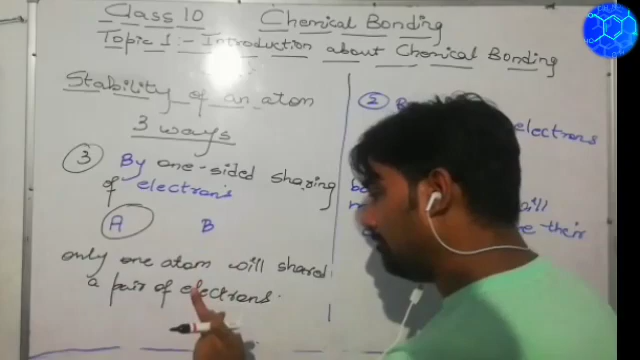 Class 10 Chemical Bonding
Topic 1 :- Introduction about Chemical Bonding
Stability of an atom
3 ways
③ By one-sided sharing
of electrons
A B
only one atom will shared
a pair of electrons.
②
electrons
will
their